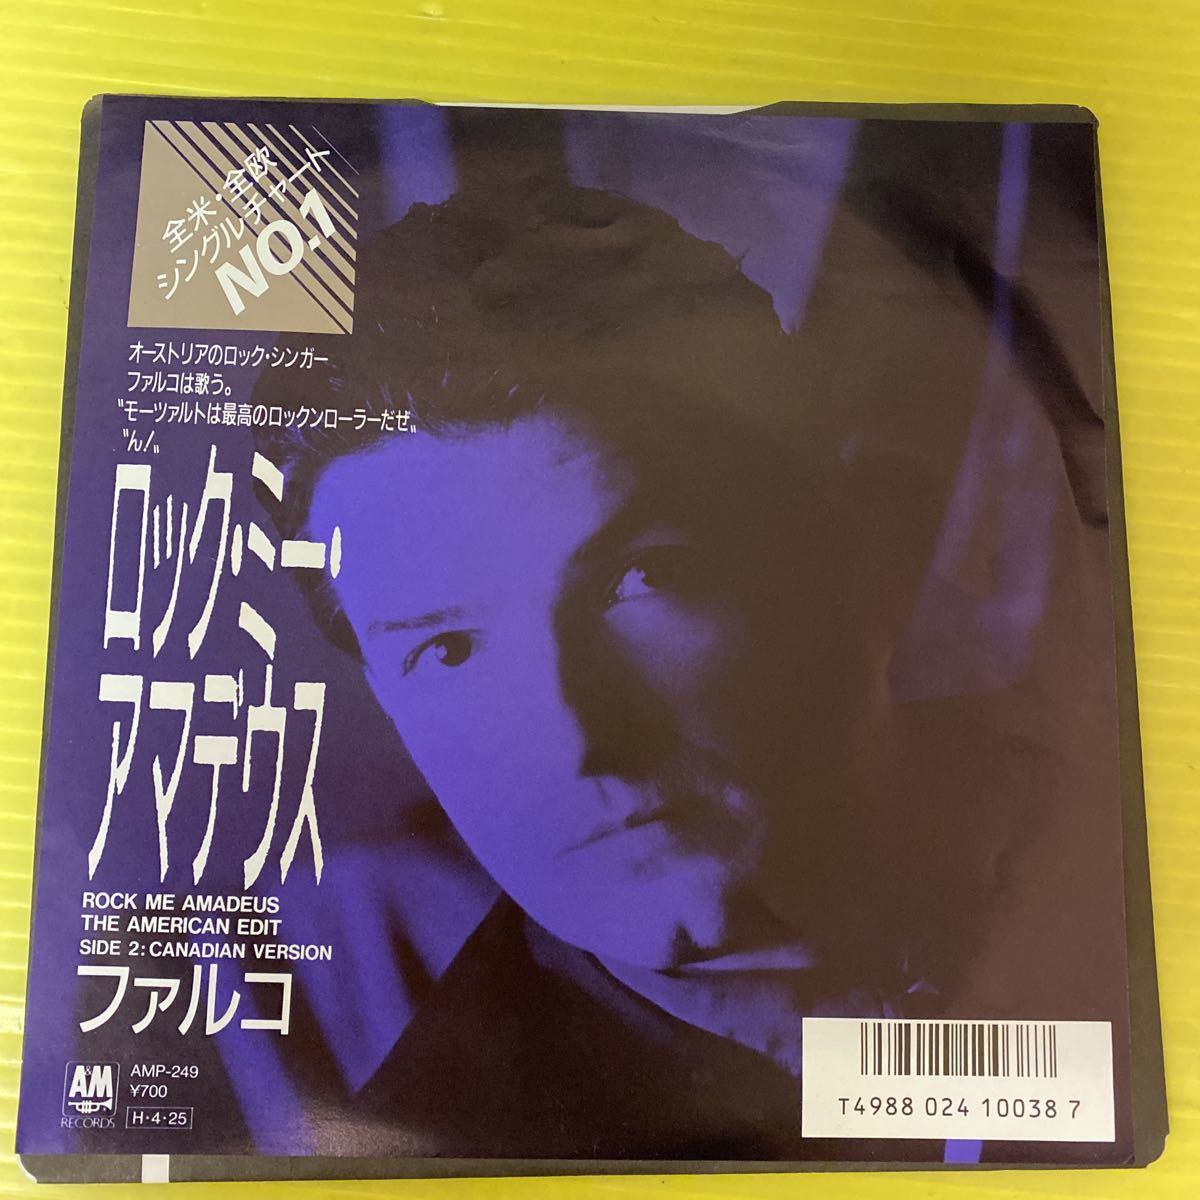 全米・全欧
シングルチャート
NO.1
オーストリアのロック・シンガー
ファルコは歌う。
〝モーツァルトは最高のロックンローラーだぜ〟
〝ん!〟
ロック・ミー・
アマデウス
ROCK ME AMADEUS
THE AMERICAN EDIT
SIDE 2: CANADIAN VERSION
ファルコ
A&M
RECORDS
AMP-249
¥700
H・4・25
T4988 024 10038 7